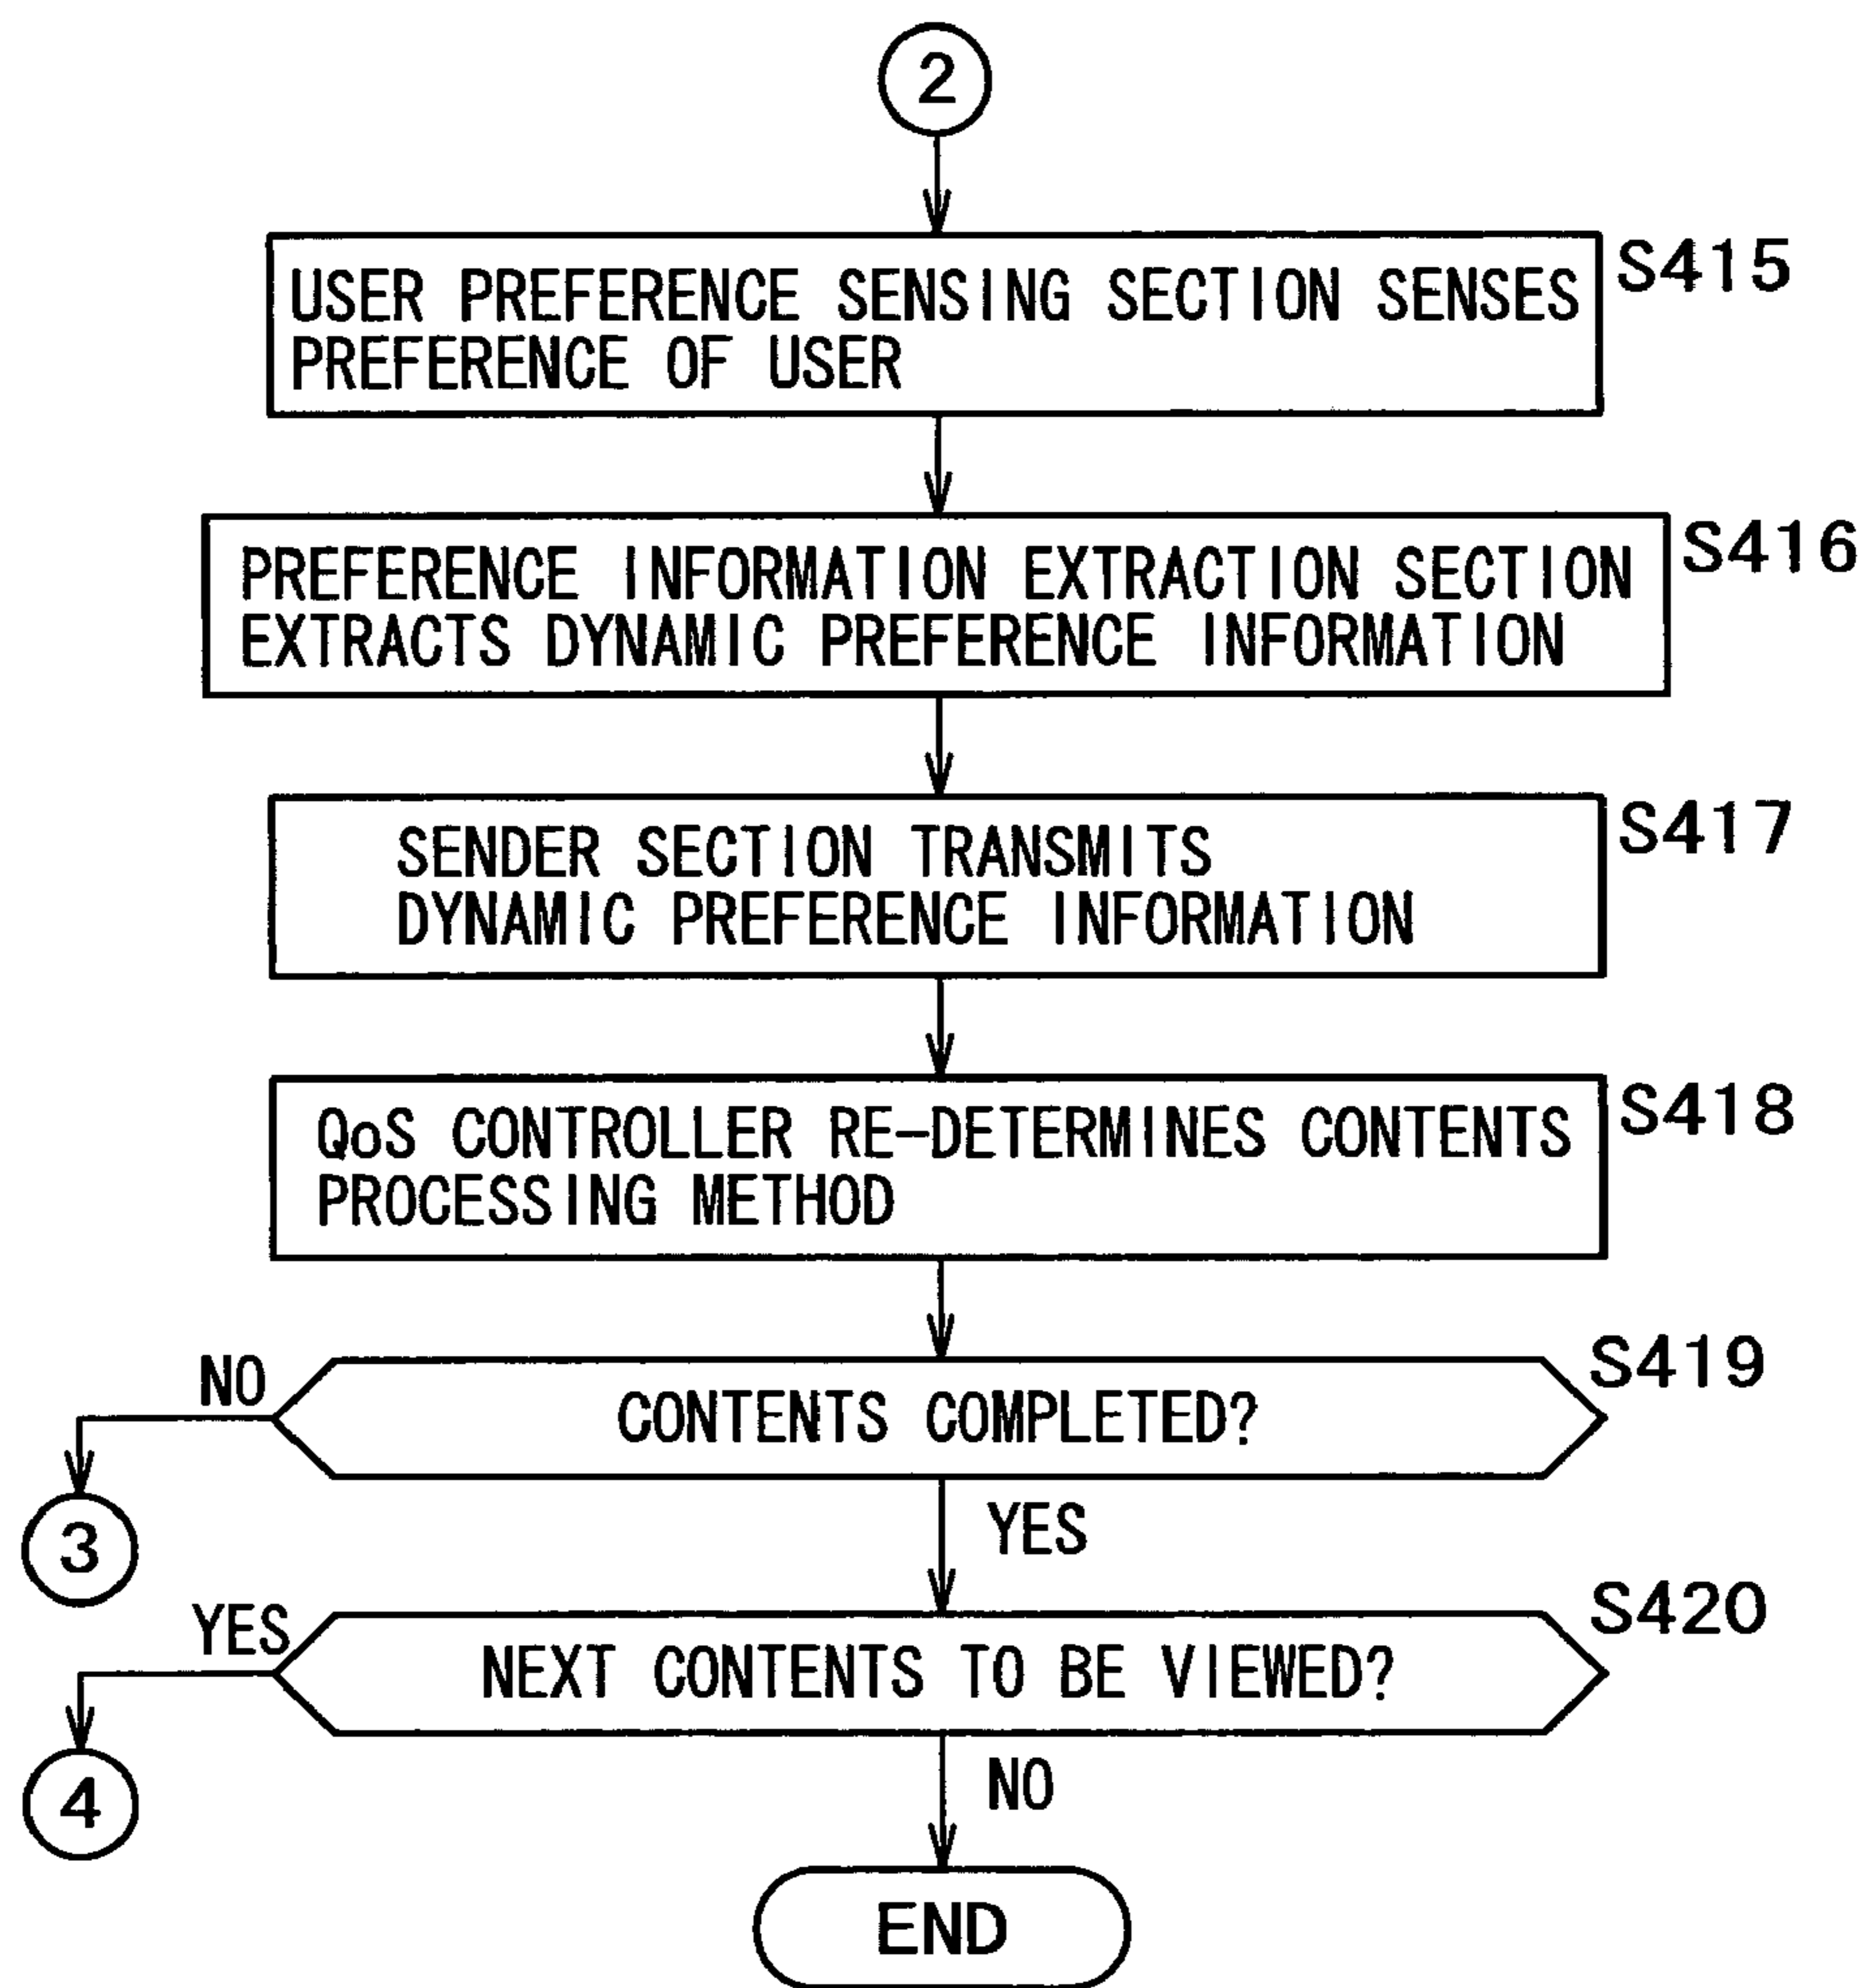 2
S415
USER PREFERENCE SENSING SECTION SENSES
PREFERENCE OF USER
S416
PREFERENCE INFORMATION EXTRACTION SECTION
EXTRACTS DYNAMIC PREFERENCE INFORMATION
S417
SENDER SECTION TRANSMITS
DYNAMIC PREFERENCE INFORMATION
S418
QoS CONTROLLER RE-DETERMINES CONTENTS
PROCESSING METHOD
S419
NO
CONTENTS COMPLETED?
3
YES
S420
YES
NEXT CONTENTS TO BE VIEWED?
4
NO
END